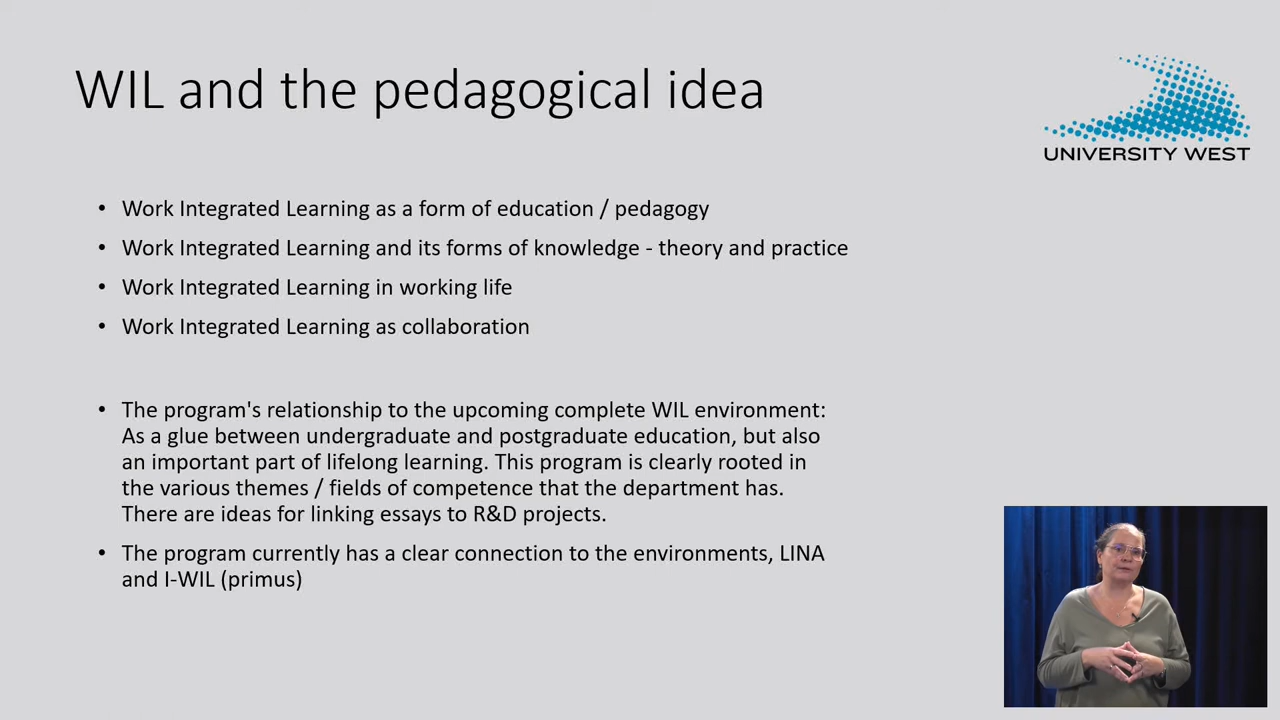 WIL and the pedagogical idea
UNIVERSITY WEST
• Work Integrated Learning as a form of education / pedagogy
• Work Integrated Learning and its forms of knowledge - theory and practice
• Work Integrated Learning in working life
• Work Integrated Learning as collaboration
• The program's relationship to the upcoming complete WIL environment:
As a glue between undergraduate and postgraduate education, but also
an important part of lifelong learning. This program is clearly rooted in
the various themes / fields of competence that the department has.
There are ideas for linking essays to R&D projects.
• The program currently has a clear connection to the environments, LINA
and I-WIL (primus)